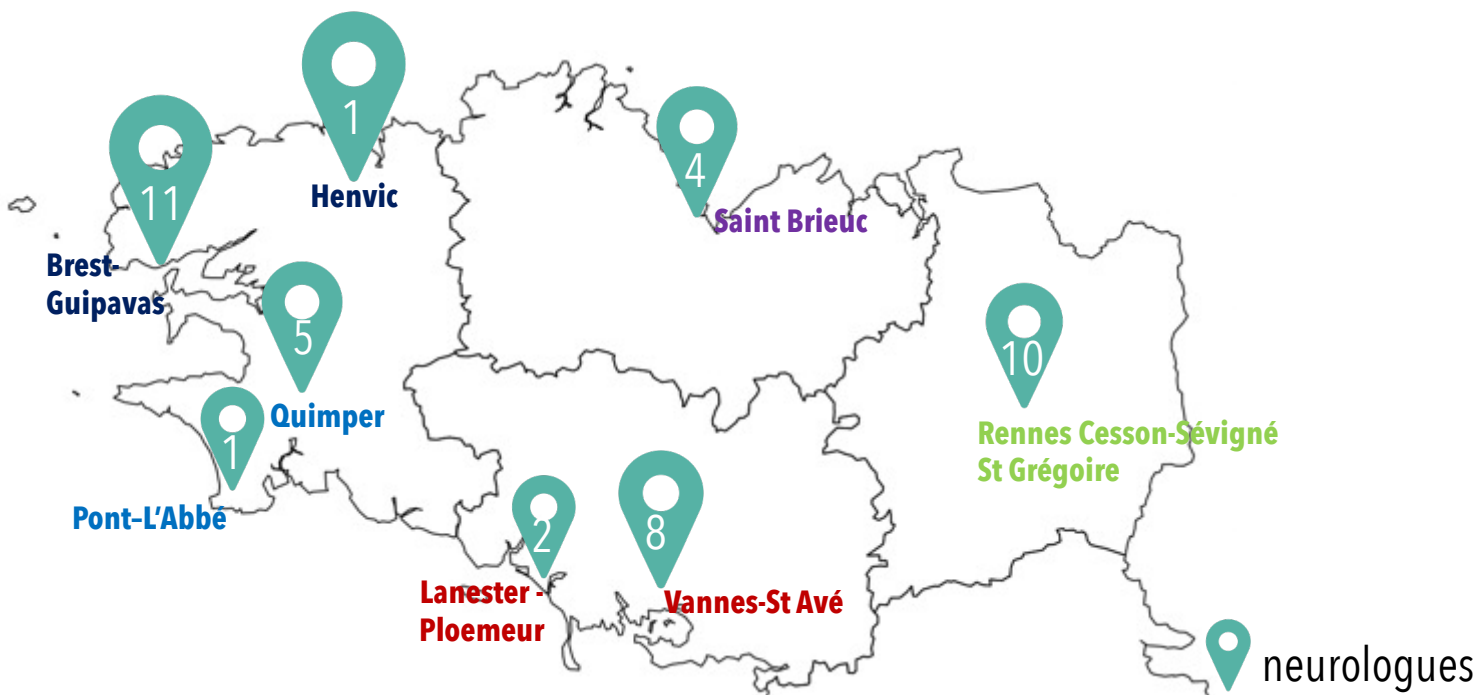 1
Henvic
11
Brest-
Guipavas
4
Saint Brieuc
5
Quimper
1
Pont-L'Abbé
10
Rennes Cesson-Sévigné
St Grégoire
2
Lanester -
Ploemeur
8
Vannes-St Avé
neurologues